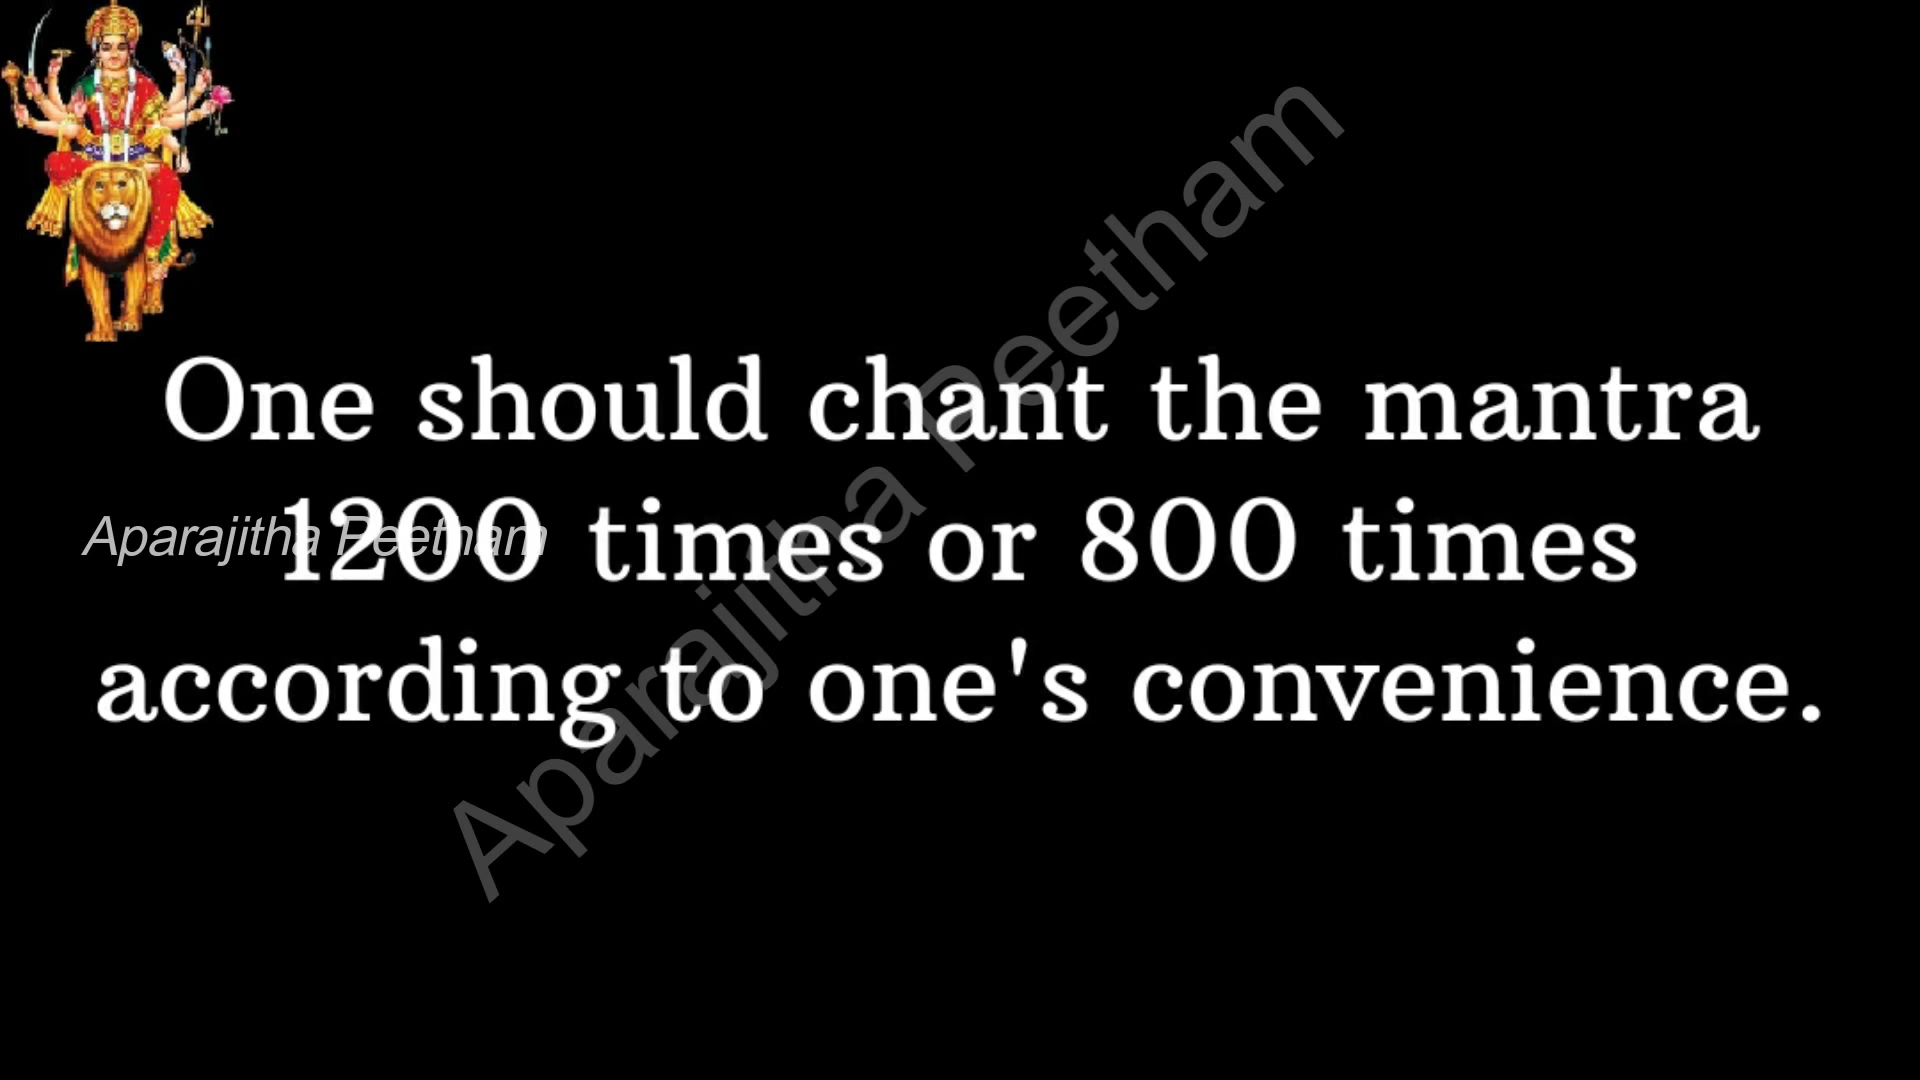 One should chant the mantra
1200 times or 800 times
according to one's convenience.
Aparajitha Peetham
Aparajitha Peetham